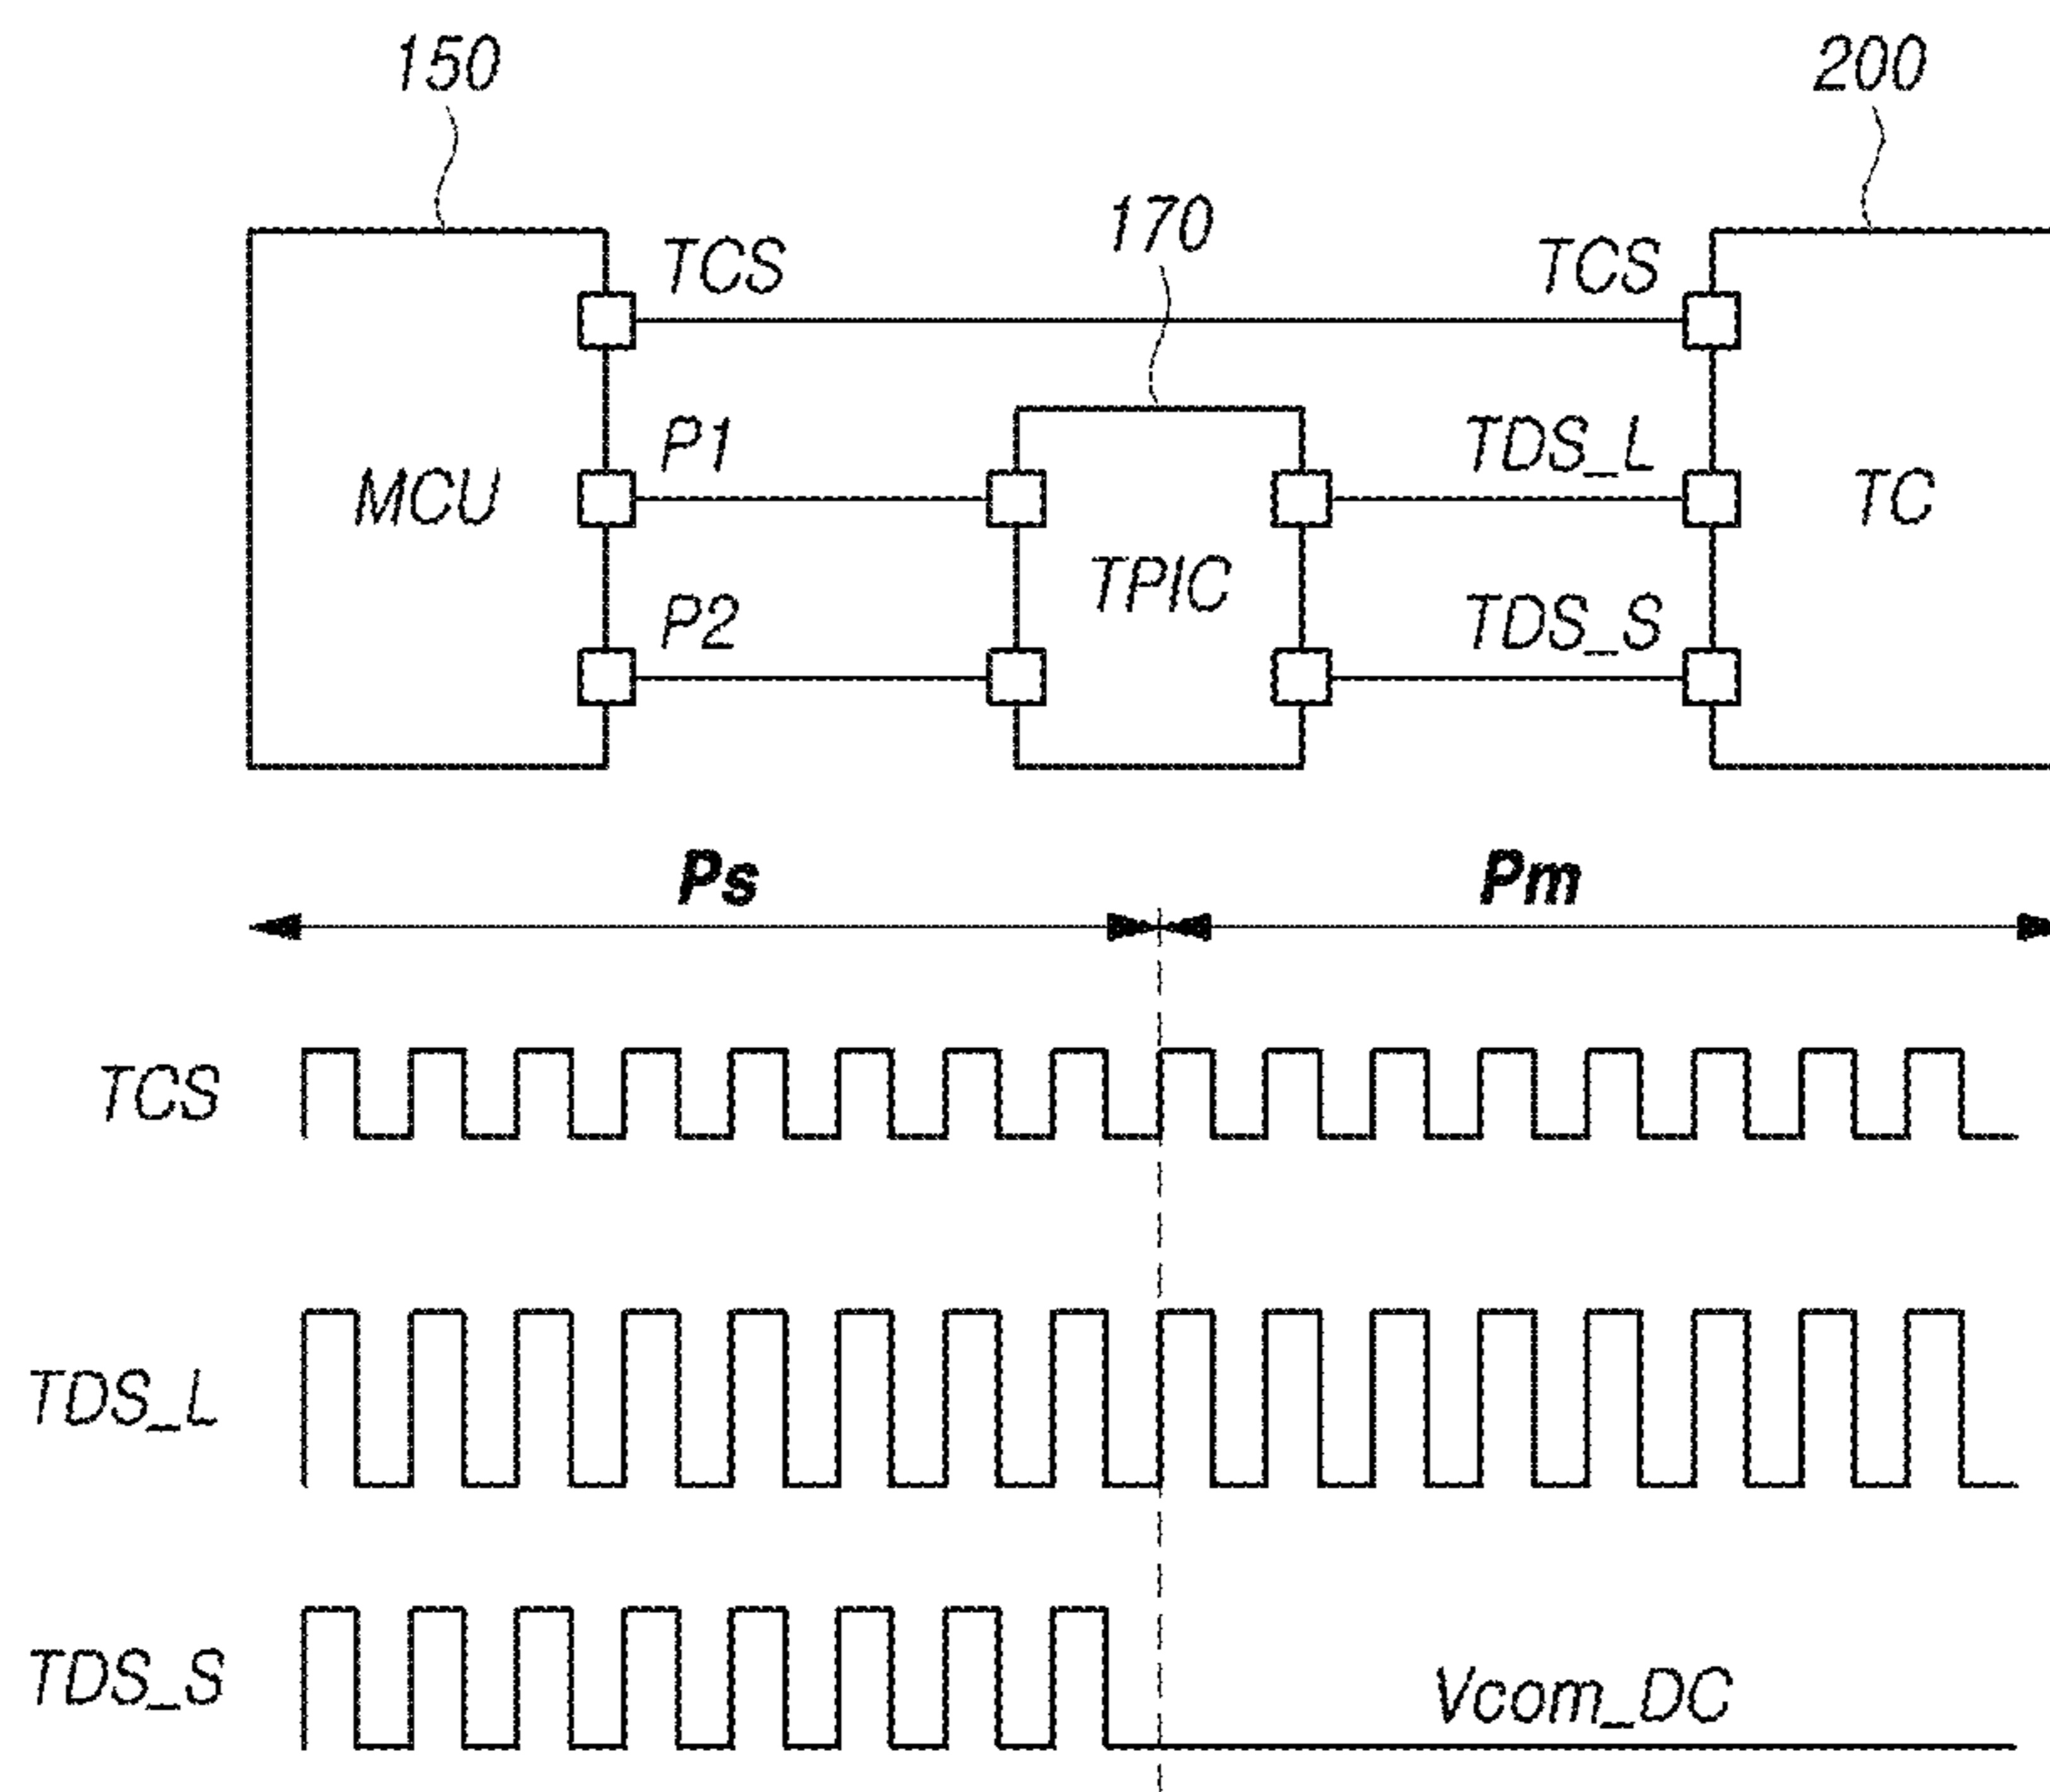 150
200
170
TCS
TCS
P1
TDS_L
MCU
TC
TPIC
P2
TDS_S
Ps
Pm
TCS
TDS_L
TDS_S
Vcom_DC